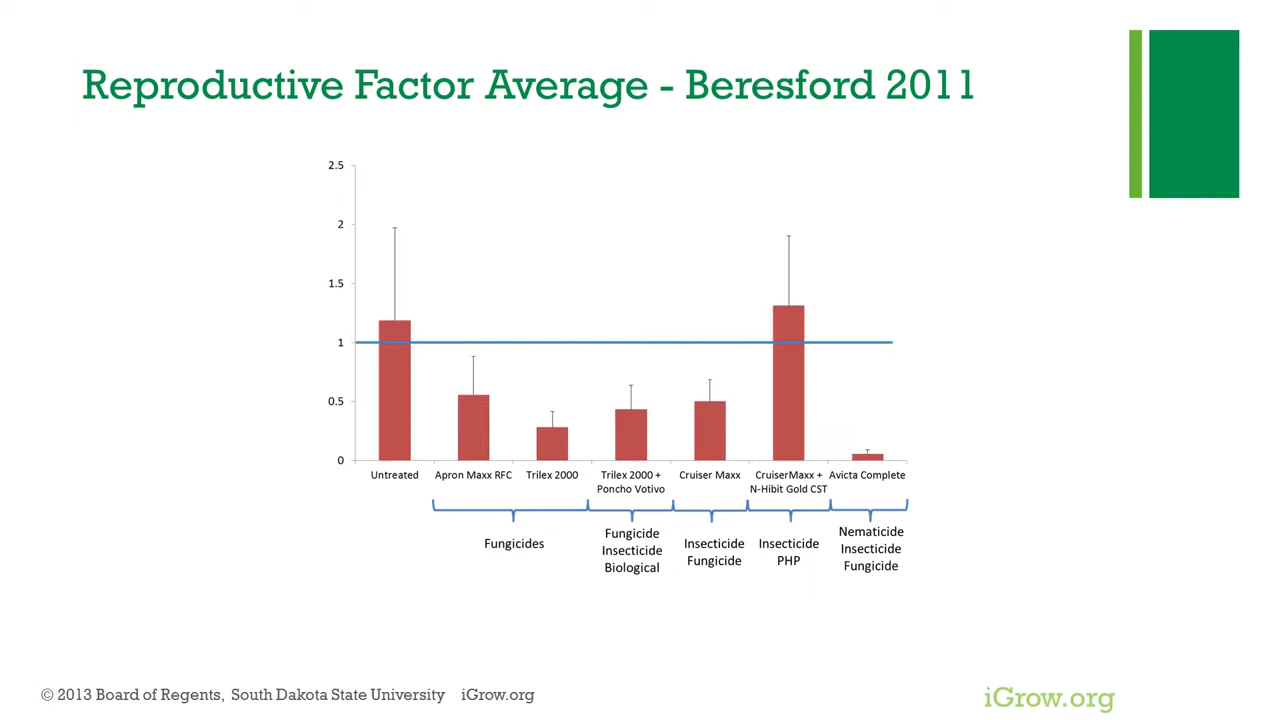 Reproductive Factor Average - Beresford 2011
2.5
2
1.5
1
0.5
0
Untreated
Apron Maxx RFC
Trilex 2000
Trilex 2000 +
Poncho Votivo
Cruiser Maxx
CruiserMaxx +
N-Hibit Gold CST
Avicta Complete
Fungicides
Fungicide
Insecticide
Biological
Insecticide
Fungicide
Insecticide
PHP
Nematicide
Insecticide
Fungicide
© 2013 Board of Regents, South Dakota State University iGrow.org
iGrow.org